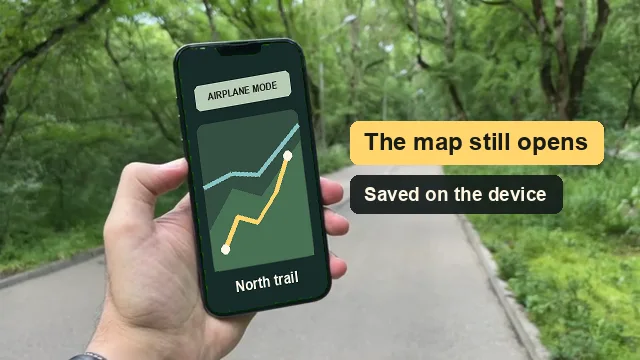 AIRPLANE MODE
North trail
The map still opens
Saved on the device